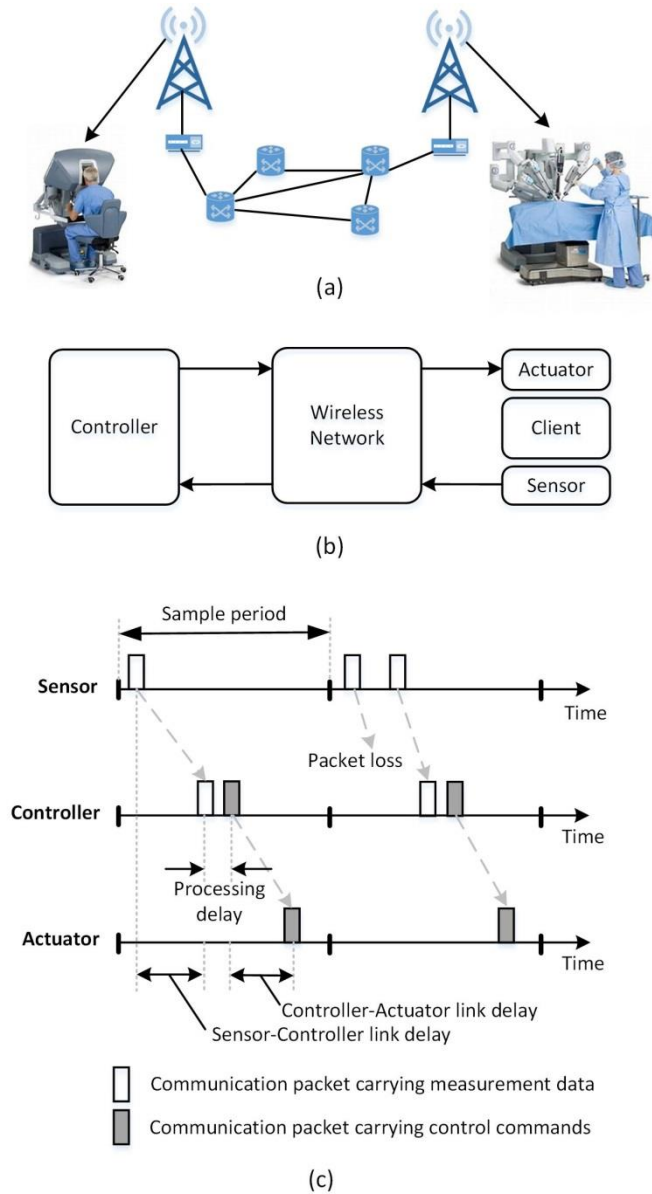 (a)
Controller
Wireless
Network
Actuator
Client
Sensor
(b)
Sample period
Sensor
Time
Packet loss
Controller
Time
Processing
delay
Actuator
Time
Controller-Actuator link delay
Sensor-Controller link delay
Communication packet carrying measurement data
Communication packet carrying control commands
(c)